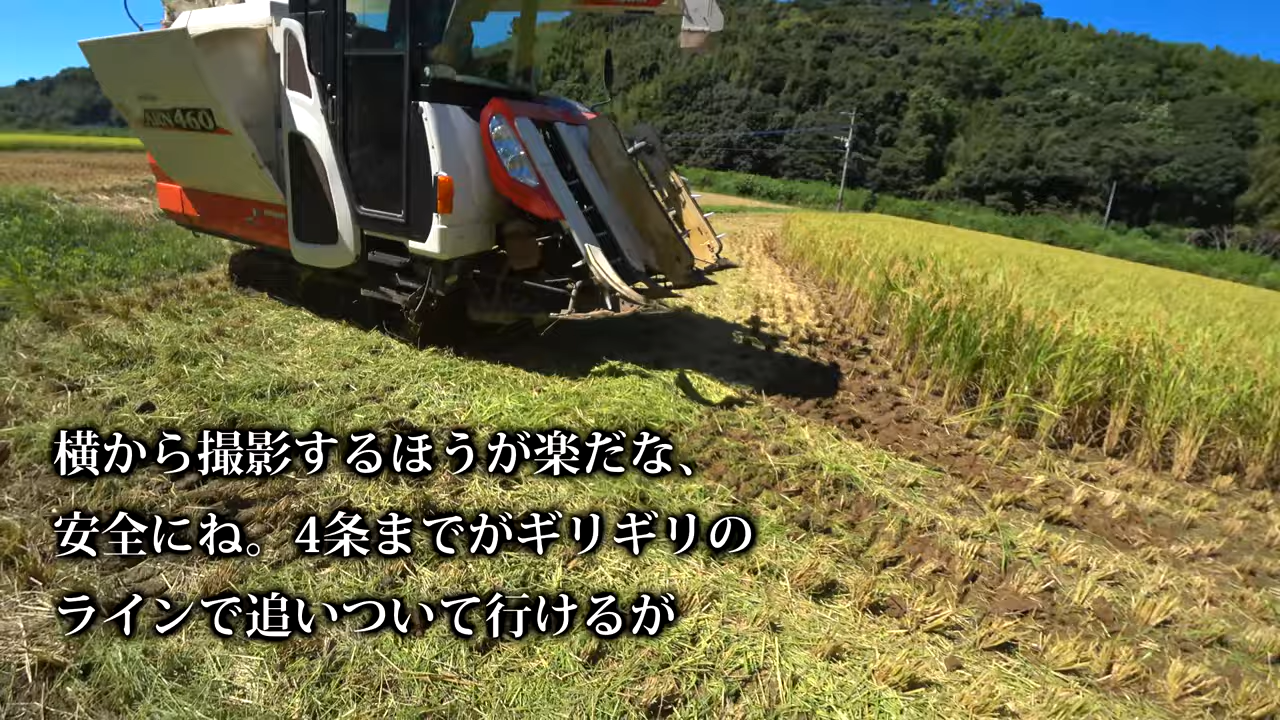 ARN460
横から撮影するほうが楽だな、
安全にね。4条までがギリギリの
ラインで追いついて行けるが